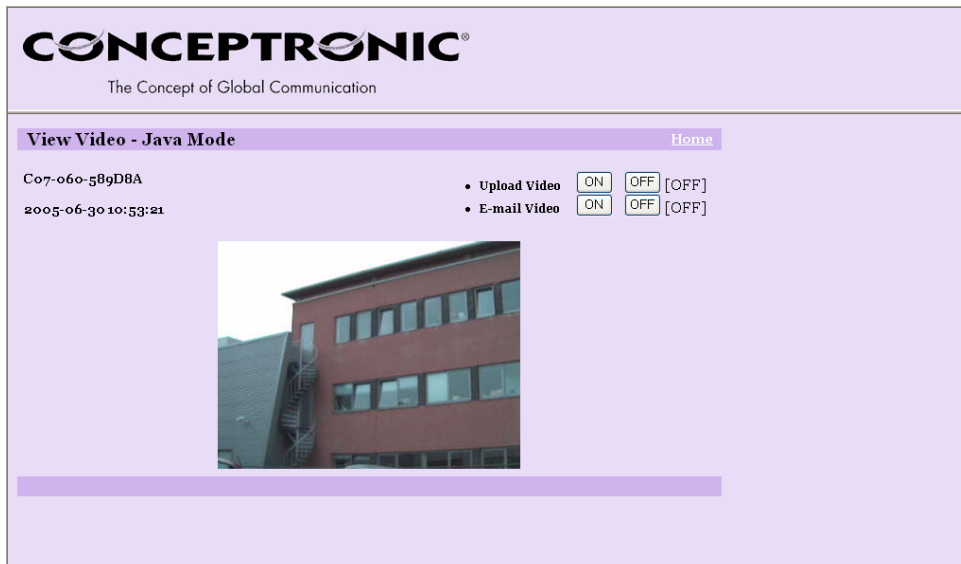 CONCEPTRONIC®
The Concept of Global Communication
View Video - Java Mode
Home
C07-060-589D8A
2005-06-30 10:53:21
• Upload Video ON OFF [OFF]
• E-mail Video ON OFF [OFF]